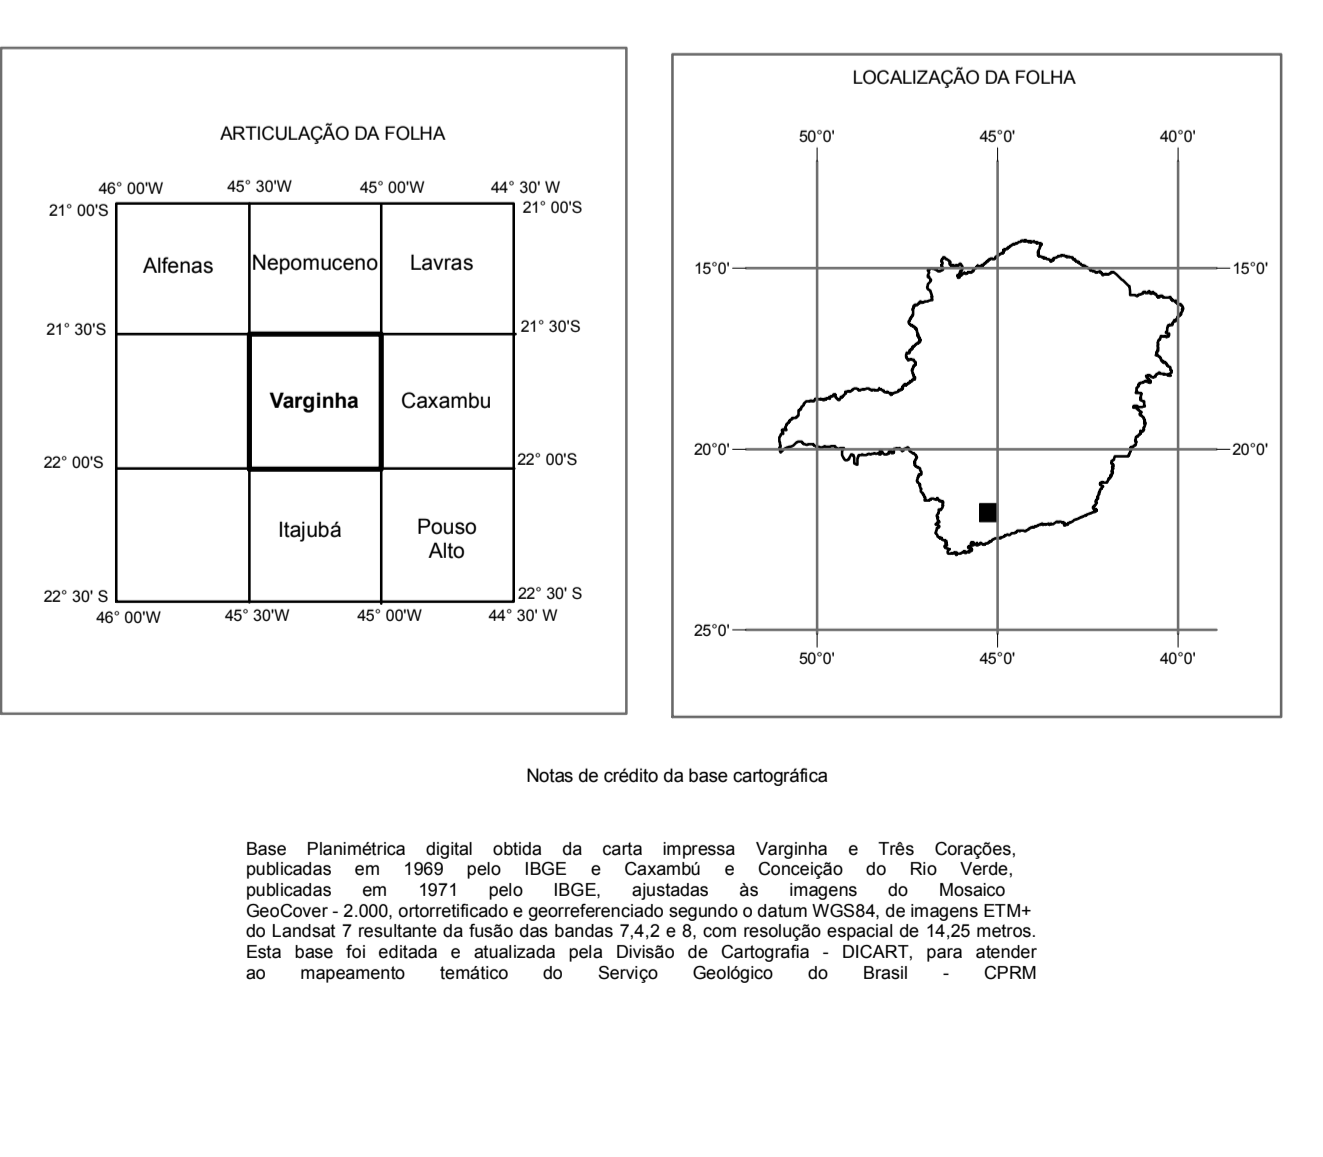 ARTICULAÇÃO DA FOLHA
46° 00'W 45° 30'W 45° 00'W 44° 30' W
21° 00'S 21° 00'S
Alfenas Nepomuceno Lavras
21° 30'S 21° 30'S
Varginha Caxambu
22° 00'S 22° 00'S
Itajubá Pouso
Alto
22° 30' S 22° 30' S
46° 00'W 45° 30'W 45° 00'W 44° 30' W
LOCALIZAÇÃO DA FOLHA
50°0' 45°0' 40°0'
15°0' 15°0'
20°0' 20°0'
25°0'
50°0' 45°0' 40°0'
Notas de crédito da base cartográfica
Base Planimétrica digital obtida da carta impressa Varginha e Três Corações,
publicadas em 1969 pelo IBGE e Caxambú e Conceição do Rio Verde,
publicadas em 1971 pelo IBGE, ajustadas às imagens do Mosaico
GeoCover - 2.000, ortorretificado e georreferenciado segundo o datum WGS84, de imagens ETM+
do Landsat 7 resultante da fusão das bandas 7,4,2 e 8, com resolução espacial de 14,25 metros.
Esta base foi editada e atualizada pela Divisão de Cartografia - DICART, para atender
ao mapeamento temático do Serviço Geológico do Brasil - CPRM